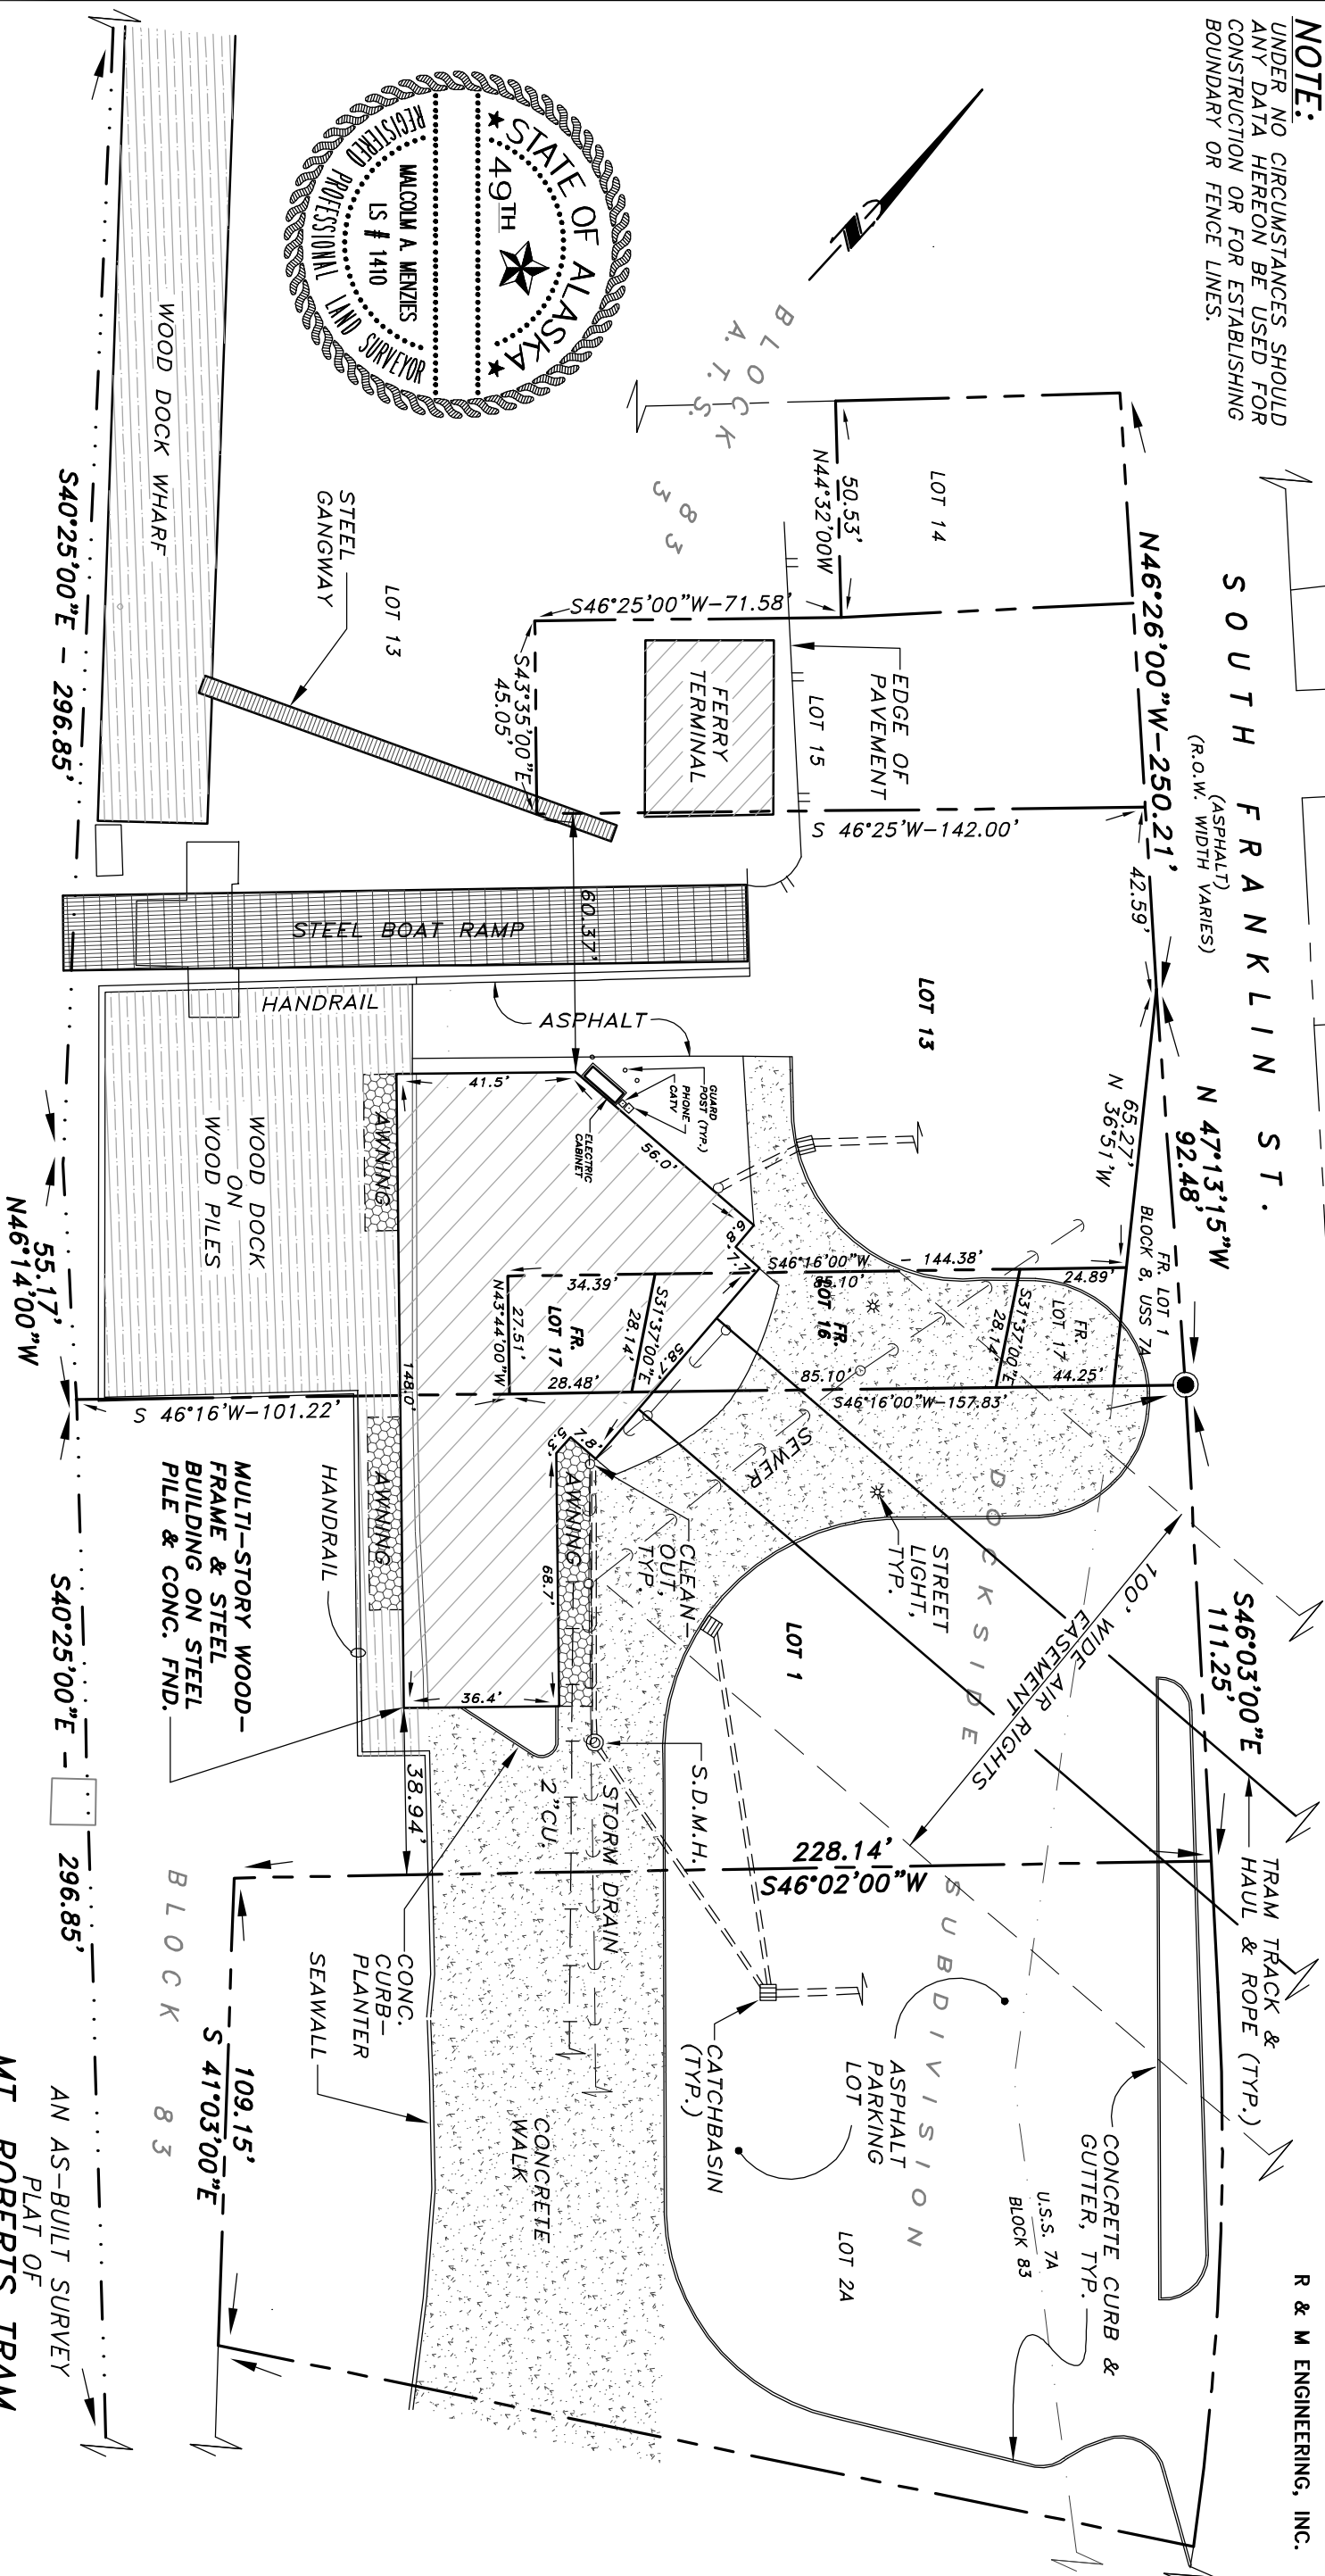 NOTE:
UNDER NO CIRCUMSTANCES SHOULD
ANY DATA HEREON BE USED FOR
CONSTRUCTION OR FOR ESTABLISHING
BOUNDARY OR FENCE LINES.
SOUTH FRANKLIN ST.
(ASPHALT)
(R.O.W. WIDTH VARIES)
R & M ENGINEERING, INC.
N46°26'00"W-250.21'
42.59'
N 47°13'15"W
92.48'
65.27'
N 36°51'W
FR. LOT 1
BLOCK 8, USS 7A
S46°03'00"E
111.25'
TRAM TRACK &
HAUL & ROPE (TYP.)
CONCRETE CURB &
GUTTER, TYP.
U.S.S. 7A
BLOCK 83
LOT 14
50.53'
N44°32'00W
BLOCK 83
A. T. S. 3
EDGE OF
PAVEMENT
LOT 15
S46°25'00"W-71.58'
FERRY
TERMINAL
S 46°25'W-142.00'
S43°35'00"E
45.05'
LOT 13
LOT 13
STEEL
GANGWAY
STATE OF ALASKA
49TH
MALCOLM A. MENZIES
LS # 1410
REGISTERED PROFESSIONAL LAND SURVEYOR
WOOD DOCK WHARF
S40°25'00"E - 296.85'
STEEL BOAT RAMP
60.37'
HANDRAIL
ASPHALT
GUARD
POST (TYP.)
PHONE
CATV
ELECTRIC
CABINET
41.5'
56.0'
6.8'
7.7'
AWNING
WOOD DOCK
ON
WOOD PILES
55.17'
N46°14'00"W
S46°16'00"W - 144.38'
85.10'
24.89'
FR.
LOT 16
FR.
LOT 17
S31°37'00"E
28.14'
44.25'
85.10'
S46°16'00"W-157.83'
34.39'
S31°37'00"E
28.14'
FR.
LOT 17
27.51'
N43°44'00"W
28.48'
58.7'
148.0'
S 46°16'W-101.22'
7.8'
5.3'
AWNING
AWNING
68.7'
36.4'
SEWER
CLEAN-
OUT,
TYP.
STREET
LIGHT,
TYP.
DOCKSIDE SUBDIVISION
LOT 1
100' WIDE AIR RIGHTS
EASEMENT
HANDRAIL
MULTI-STORY WOOD-
FRAME & STEEL
BUILDING ON STEEL
PILE & CONC. FND.
S40°25'00"E - 296.85'
38.94'
S.D.M.H.
STORM DRAIN
2"CU.
228.14'
S46°02'00"W
CONC.
CURB-
PLANTER
SEAWALL
CATCHBASIN
(TYP.)
ASPHALT
PARKING
LOT
LOT 2A
CONCRETE
WALK
BLOCK 83
109.15'
S 41°03'00"E
AN AS-BUILT SURVEY
PLAT OF
MT ROBERTS TRAM